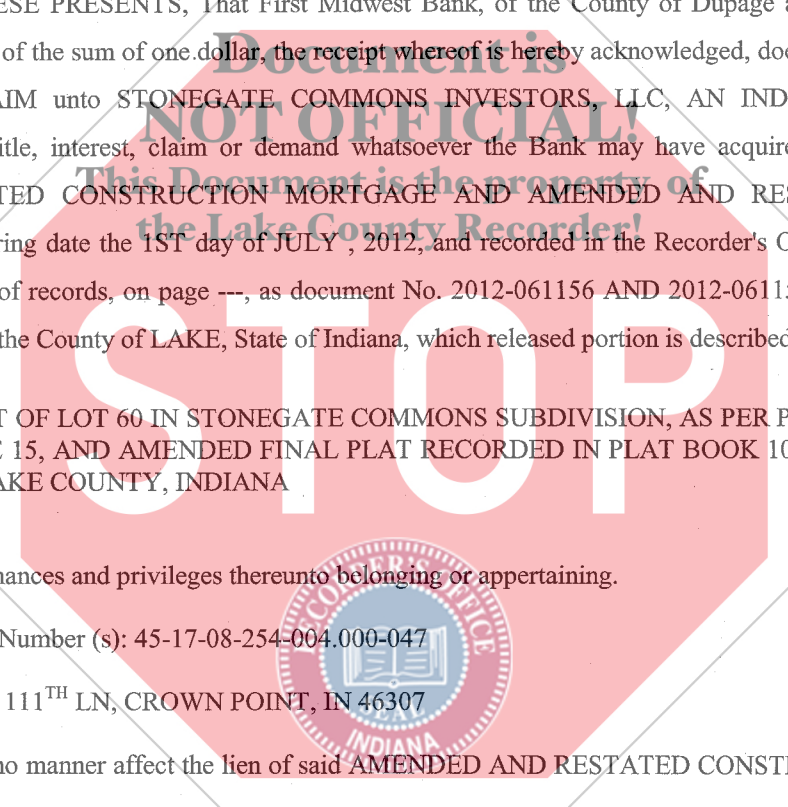 ESE PRESENTS, That First Midwest Bank, of the County of Dupage a
Document is
of the sum of one.dollar, the receipt whereof is hereby acknowledged, doe
AIM unto STONEGATE COMMONS INVESTORS, LLC, AN IND
NOT OFFICIAL!
itle, interest, claim or demand whatsoever the Bank may have acquire
This Document is the property of
TED CONSTRUCTION MORTGAGE AND AMENDED AND RES
the Lake County Recorder!
ring date the 1ST day of JULY , 2012, and recorded in the Recorder's O
of records, on page ---, as document No. 2012-061156 AND 2012-0611
the County of LAKE, State of Indiana, which released portion is described
STOP
T OF LOT 60 IN STONEGATE COMMONS SUBDIVISION, AS PER P
E 15, AND AMENDED FINAL PLAT RECORDED IN PLAT BOOK 10
AKE COUNTY, INDIANA
nances and privileges thereunto belonging or appertaining.
RECORDER'S OFFICE
Number (s): 45-17-08-254-004.000-047
111TH LN, CROWN POINT, IN 46307
SEAL
INDIANA
no manner affect the lien of said AMENDED AND RESTATED CONST